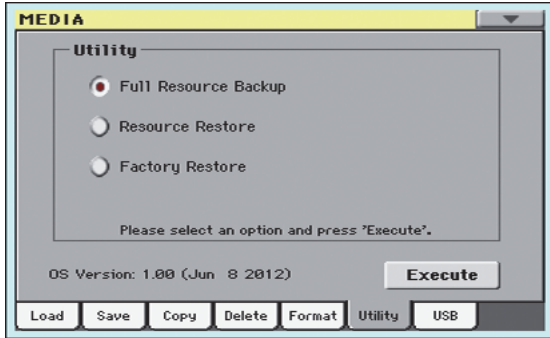 MEDIA
Utility
Full Resource Backup
Resource Restore
Factory Restore
Please select an option and press 'Execute'.
OS Version: 1.00 (Jun 8 2012)
Execute
Load Save Copy Delete Format Utility USB